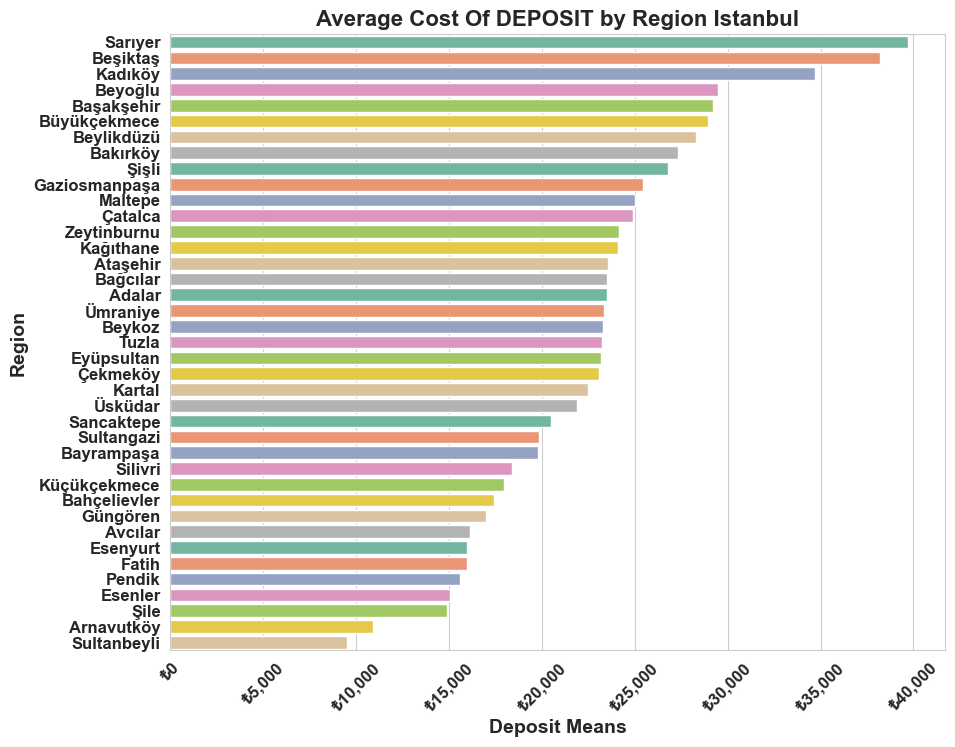 Average Cost Of DEPOSIT by Region Istanbul
Region
Sarıyer
Beşiktaş
Kadıköy
Beyoğlu
Başakşehir
Büyükçekmece
Beylikdüzü
Bakırköy
Şişli
Gaziosmanpaşa
Maltepe
Çatalca
Zeytinburnu
Kağıthane
Ataşehir
Bağcılar
Adalar
Ümraniye
Beykoz
Tuzla
Eyüpsultan
Çekmeköy
Kartal
Üsküdar
Sancaktepe
Sultangazi
Bayrampaşa
Silivri
Küçükçekmece
Bahçelievler
Güngören
Avcılar
Esenyurt
Fatih
Pendik
Esenler
Şile
Arnavutköy
Sultanbeyli
₺0
₺5,000
₺10,000
₺15,000
₺20,000
₺25,000
₺30,000
₺35,000
₺40,000
Deposit Means